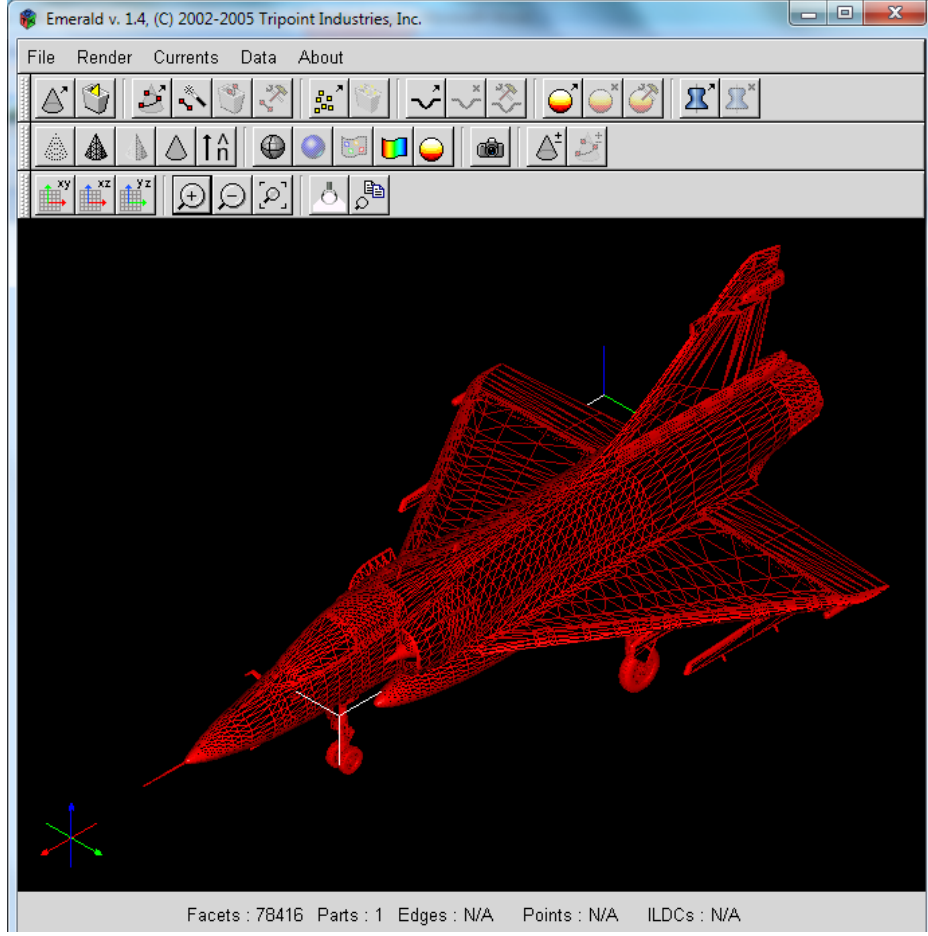 Emerald v. 1.4, (C) 2002-2005 Tripoint Industries, Inc.
File Render Currents Data About
n
xy xz yz
Facets : 78416 Parts : 1 Edges : N/A Points : N/A ILDCs : N/A